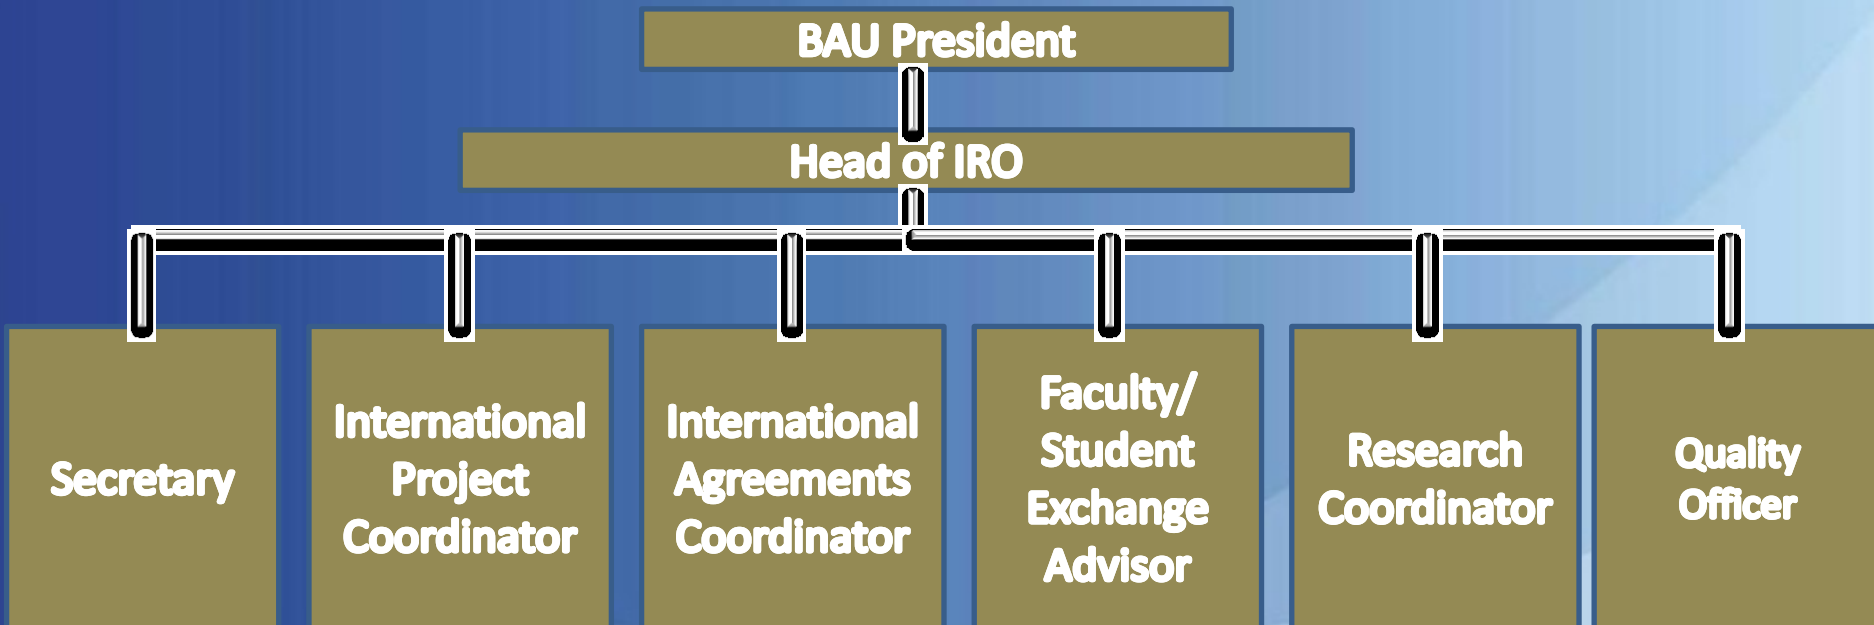 BAU President
Head of IRO
Secretary
International
Project
Coordinator
International
Agreements
Coordinator
Faculty/
Student
Exchange
Advisor
Research
Coordinator
Quality
Officer